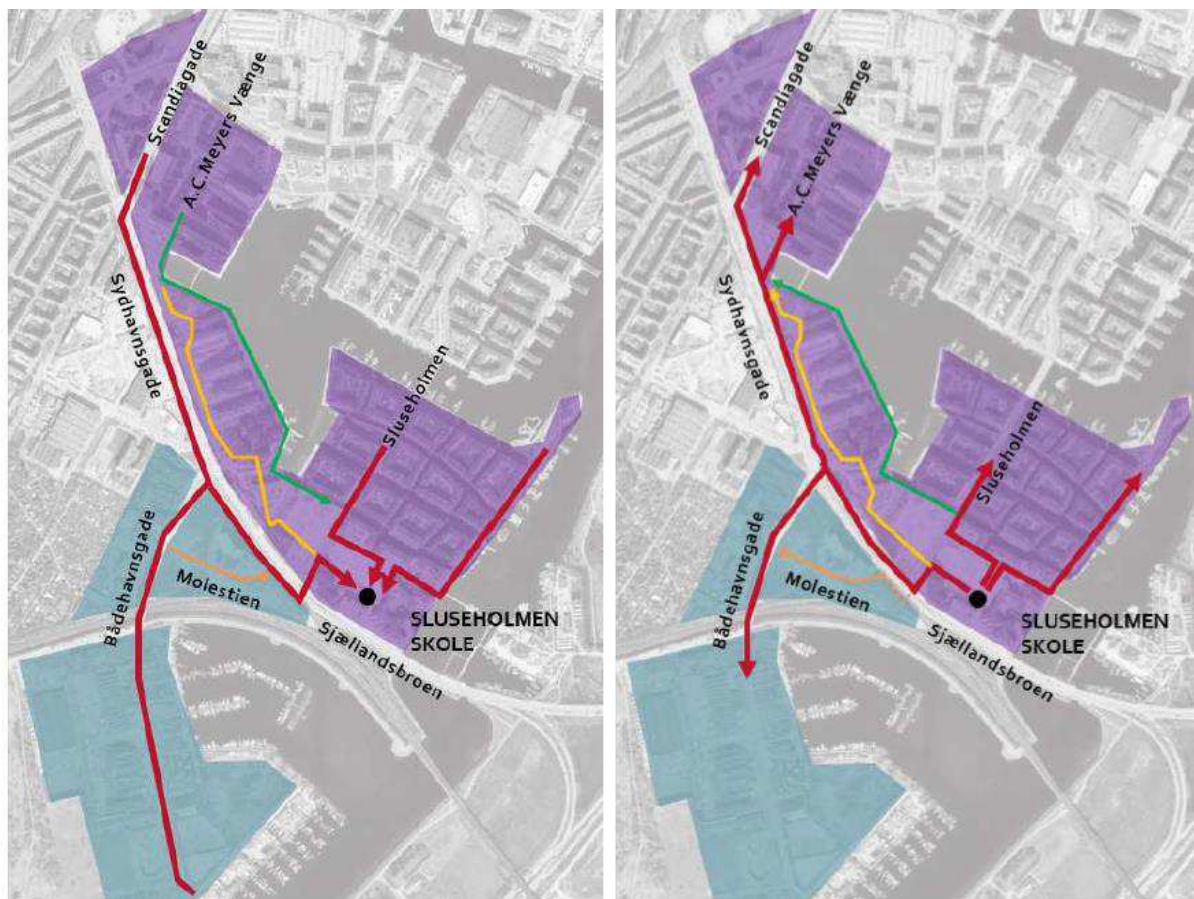 Scandiagade
A.C.Meyers Vænge
Sydhavnsgade
Sluseholmen
Bådehavnsgade
Molestien
SLUSEHOLMEN
SKOLE
Sjællandsbroen
Scandiagade
A.C.Meyers Vænge
Sydhavnsgade
Sluseholmen
Bådehavnsgade
Molestien
SLUSEHOLMEN
SKOLE
Sjællandsbroen